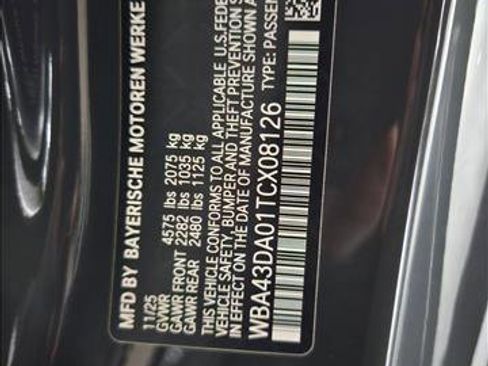 MFD BY BAYERISCHE MOTOREN WERKE
11/25
GVWR 4575 lbs 2075 kg
GAWR FRONT 2282 lbs 1035 kg
GAWR REAR 2480 lbs 1125 kg
THIS VEHICLE CONFORMS TO ALL APPLICABLE U.S. FEDE
VEHICLE SAFETY, BUMPER AND THEFT PREVENTION S
IN EFFECT ON THE DATE OF MANUFACTURE SHOWN A
WBA43DA01TCX08126 TYPE: PASSEN